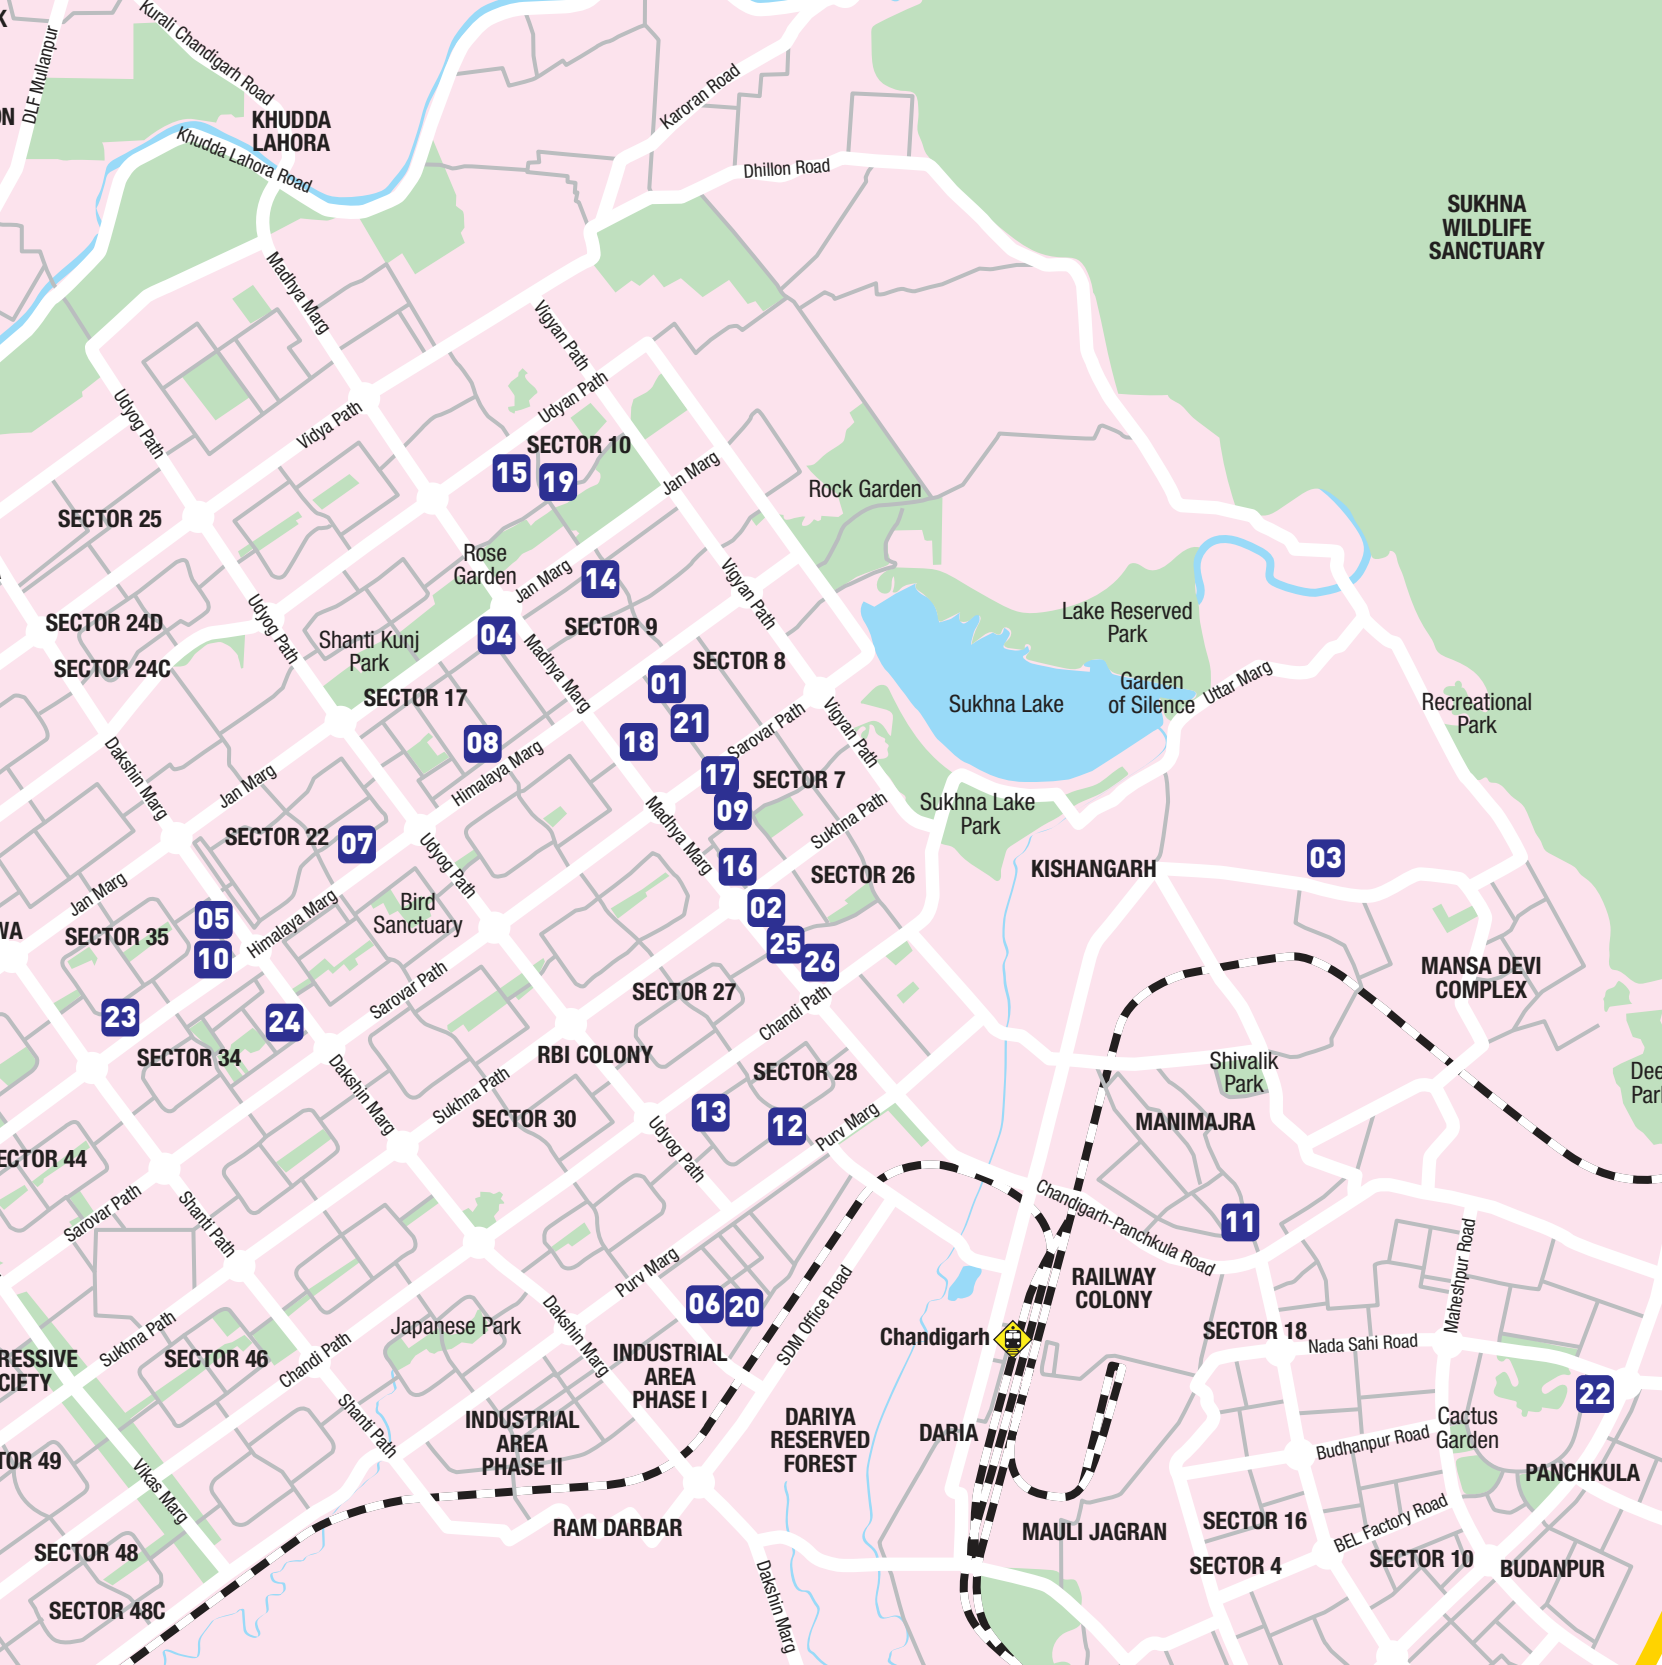 Kurali Chandigarh Road
DLF Mullanpur
ON
K
KHUDDA
LAHORA
Khudda Lahora Road
Karoran Road
Dhillon Road
SUKHNA
WILDLIFE
SANCTUARY
Madhya Marg
Vigyan Path
Udyan Path
Udyog Path
Vidya Path
SECTOR 10
15
19
Jan Marg
Rock Garden
SECTOR 25
Rose
Garden
Jan Marg
14
Vigyan Path
SECTOR 24D
Udyog Path
Shanti Kunj
Park
04
SECTOR 9
Lake Reserved
Park
SECTOR 24C
Madhya Marg
SECTOR 8
01
Garden
of Silence
Uttar Marg
SECTOR 17
Sukhna Lake
Recreational
Park
21
18
08
Sarovar Path
Vigyan Path
Dakshin Marg
Jan Marg
Himalaya Marg
17
SECTOR 7
09
Sukhna Lake
Park
SECTOR 22
07
Udyog Path
Madhya Marg
Sukhna Path
16
SECTOR 26
KISHANGARH
03
Jan Marg
Bird
Sanctuary
02
WA
SECTOR 35
05
10
Himalaya Marg
25
26
MANSA DEVI
COMPLEX
Sarovar Path
SECTOR 27
Chandi Path
23
24
SECTOR 34
RBI COLONY
SECTOR 28
Shivalik
Park
Dee
Park
Dakshin Marg
Sukhna Path
SECTOR 30
13
12
Purv Marg
MANIMAJRA
ECTOR 44
Udyog Path
Sarovar Path
Shanti Path
Chandigarh-Panchkula Road
11
Purv Marg
Maheshpur Road
RAILWAY
COLONY
06
20
SDM Office Road
Sukhna Path
Japanese Park
Dakshin Marg
Chandigarh
SECTOR 18
Nada Sahi Road
RESSIVE
CIETY
SECTOR 46
Chandi Path
INDUSTRIAL
AREA
PHASE I
22
Shanti Path
INDUSTRIAL
AREA
PHASE II
DARIYA
RESERVED
FOREST
DARIA
Budhanpur Road
Cactus
Garden
TOR 49
Vikas Marg
PANCHKULA
RAM DARBAR
MAULI JAGRAN
SECTOR 16
BEL Factory Road
SECTOR 48
SECTOR 4
SECTOR 10
BUDANPUR
SECTOR 48C
Dakshin Marg